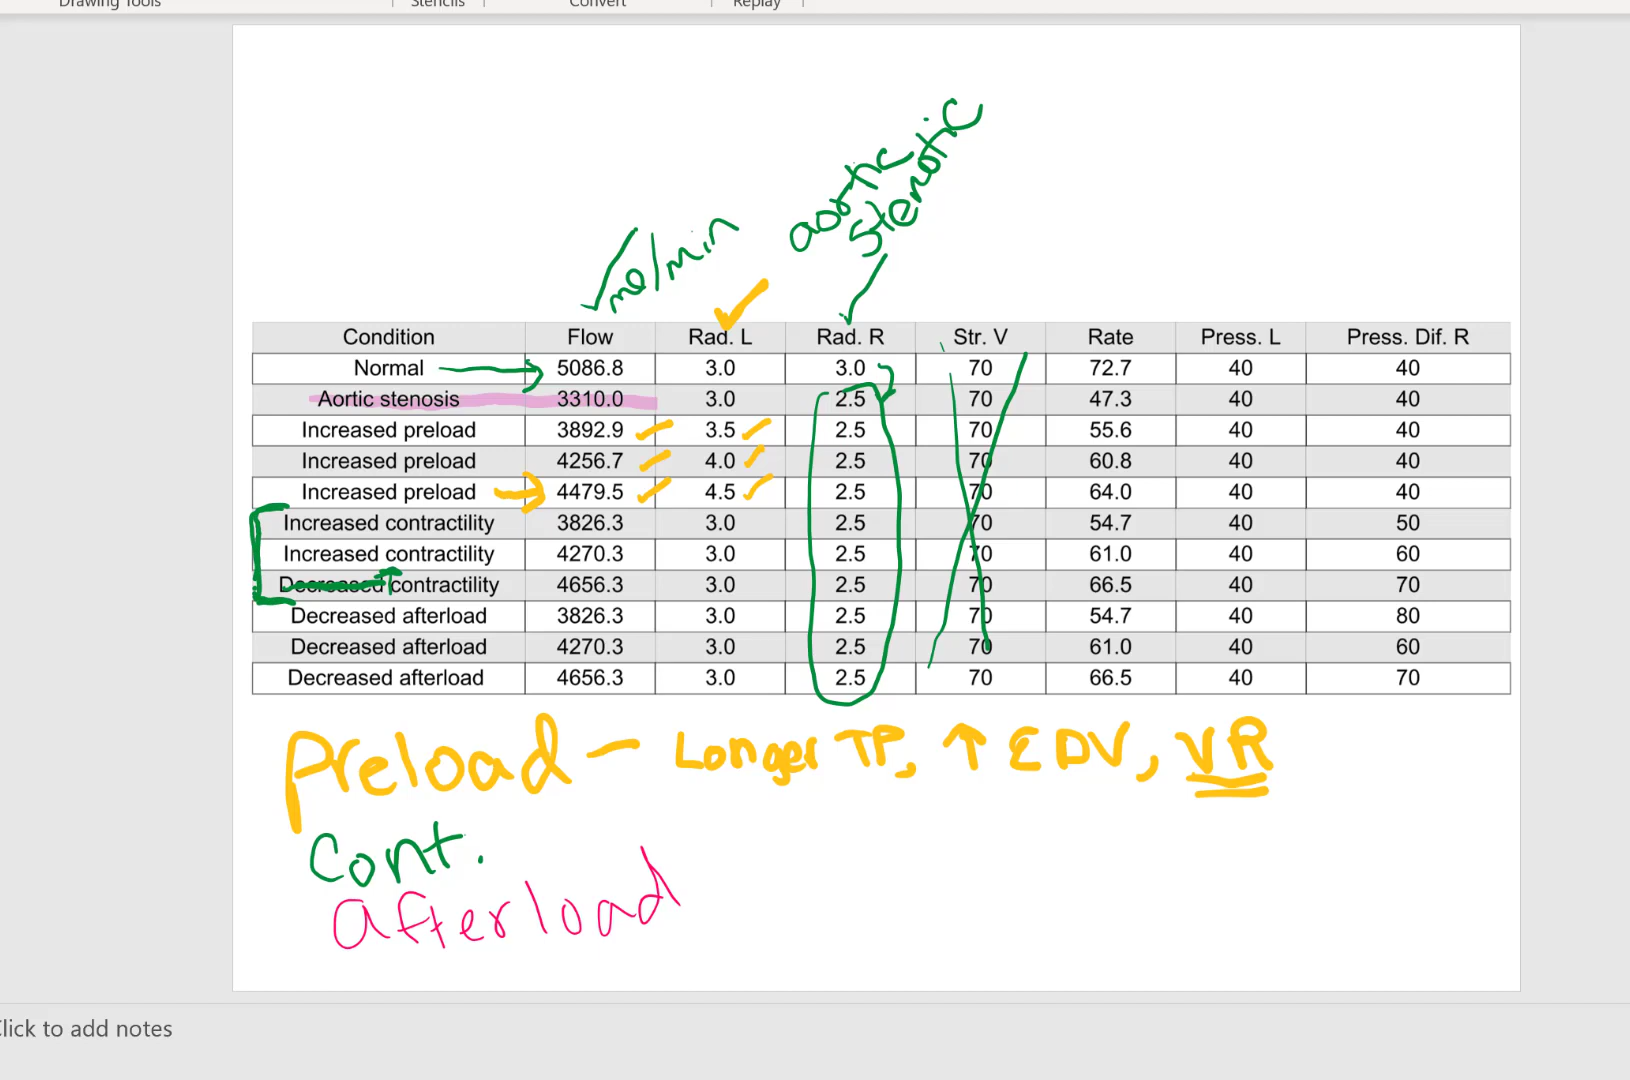 Drawing Tools Stencils Convert Replay
aortic
stenotic
ml/min
Condition Flow Rad. L Rad. R Str. V Rate Press. L Press. Dif. R
Normal 5086.8 3.0 3.0 70 72.7 40 40
Aortic stenosis 3310.0 3.0 2.5 70 47.3 40 40
Increased preload 3892.9 3.5 2.5 70 55.6 40 40
Increased preload 4256.7 4.0 2.5 70 60.8 40 40
Increased preload 4479.5 4.5 2.5 70 64.0 40 40
Increased contractility 3826.3 3.0 2.5 70 54.7 40 50
Increased contractility 4270.3 3.0 2.5 70 61.0 40 60
Decreased ↑ contractility 4656.3 3.0 2.5 70 66.5 40 70
Decreased afterload 3826.3 3.0 2.5 70 54.7 40 80
Decreased afterload 4270.3 3.0 2.5 70 61.0 40 60
Decreased afterload 4656.3 3.0 2.5 70 66.5 40 70
Preload - Longer TP, ↑ EDV, VR
Cont.
afterload
lick to add notes